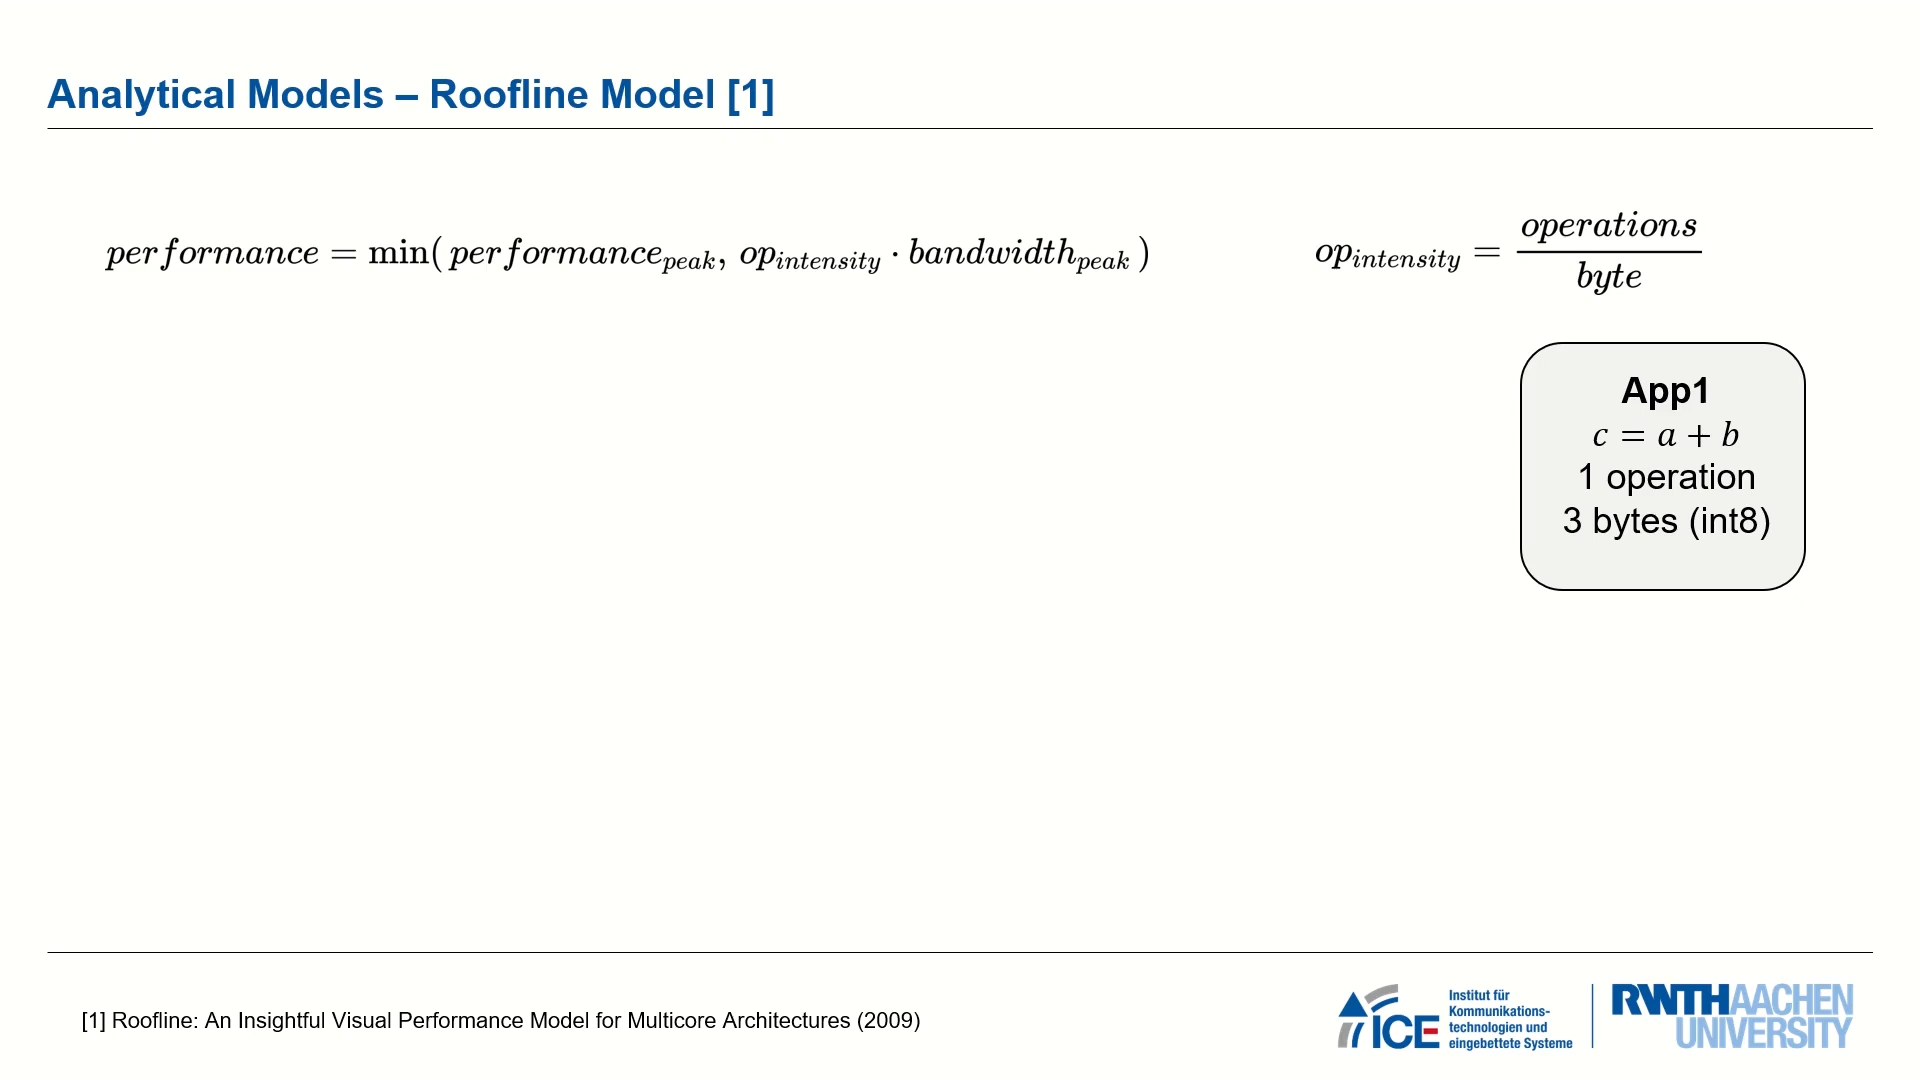 Analytical Models – Roofline Model [1]
performance = min( performance_peak, op_intensity · bandwidth_peak )
op_intensity = operations / byte
App1
c = a + b
1 operation
3 bytes (int8)
[1] Roofline: An Insightful Visual Performance Model for Multicore Architectures (2009)
ICE
Institut für
Kommunikations-
technologien und
eingebettete Systeme
RWTH AACHEN
UNIVERSITY